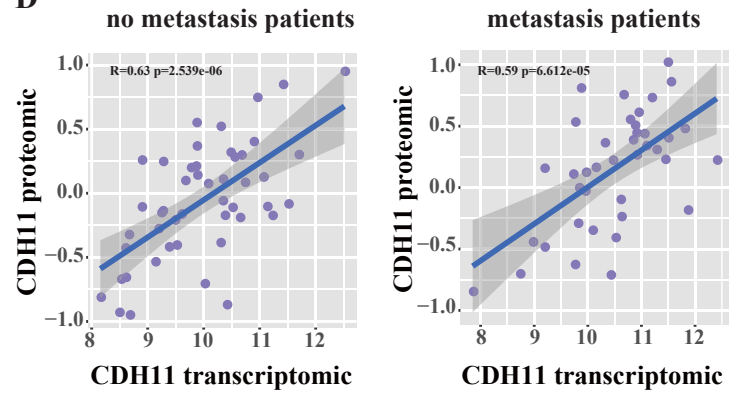 D
no metastasis patients
metastasis patients
R=0.63 p=2.539e-06
R=0.59 p=6.612e-05
CDH11 proteomic
1.0
0.5
0.0
−0.5
−1.0
8 9 10 11 12
CDH11 transcriptomic
CDH11 proteomic
1.0
0.5
0.0
−0.5
−1.0
8 9 10 11 12
CDH11 transcriptomic